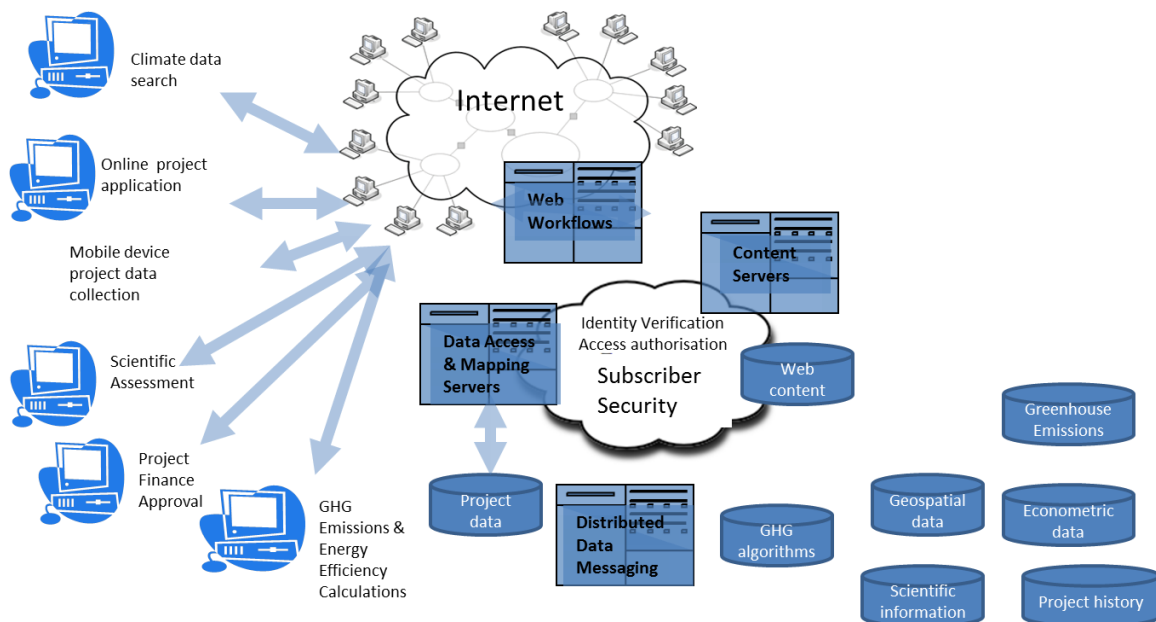 Climate data
search
Internet
Online  project
application
Web
Workflows
Mobile device
project data
collection
Content
Servers
Identity Verification
Access authorisation
Subscriber
Security
Data Access
& Mapping
Servers
Web
content
Scientific
Assessment
Greenhouse
Emissions
Project
Finance
Approval
GHG
Emissions &
Energy
Efficiency
Calculations
Project
data
Distributed
Data
Messaging
GHG
algorithms
Geospatial
data
Econometric
data
Scientific
information
Project history